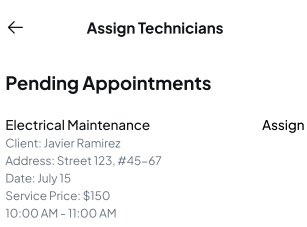 Assign Technicians
Pending Appointments
Electrical Maintenance
Assign
Client: Javier Ramirez
Address: Street 123, #45-67
Date: July 15
Service Price: $150
10:00 AM - 11:00 AM